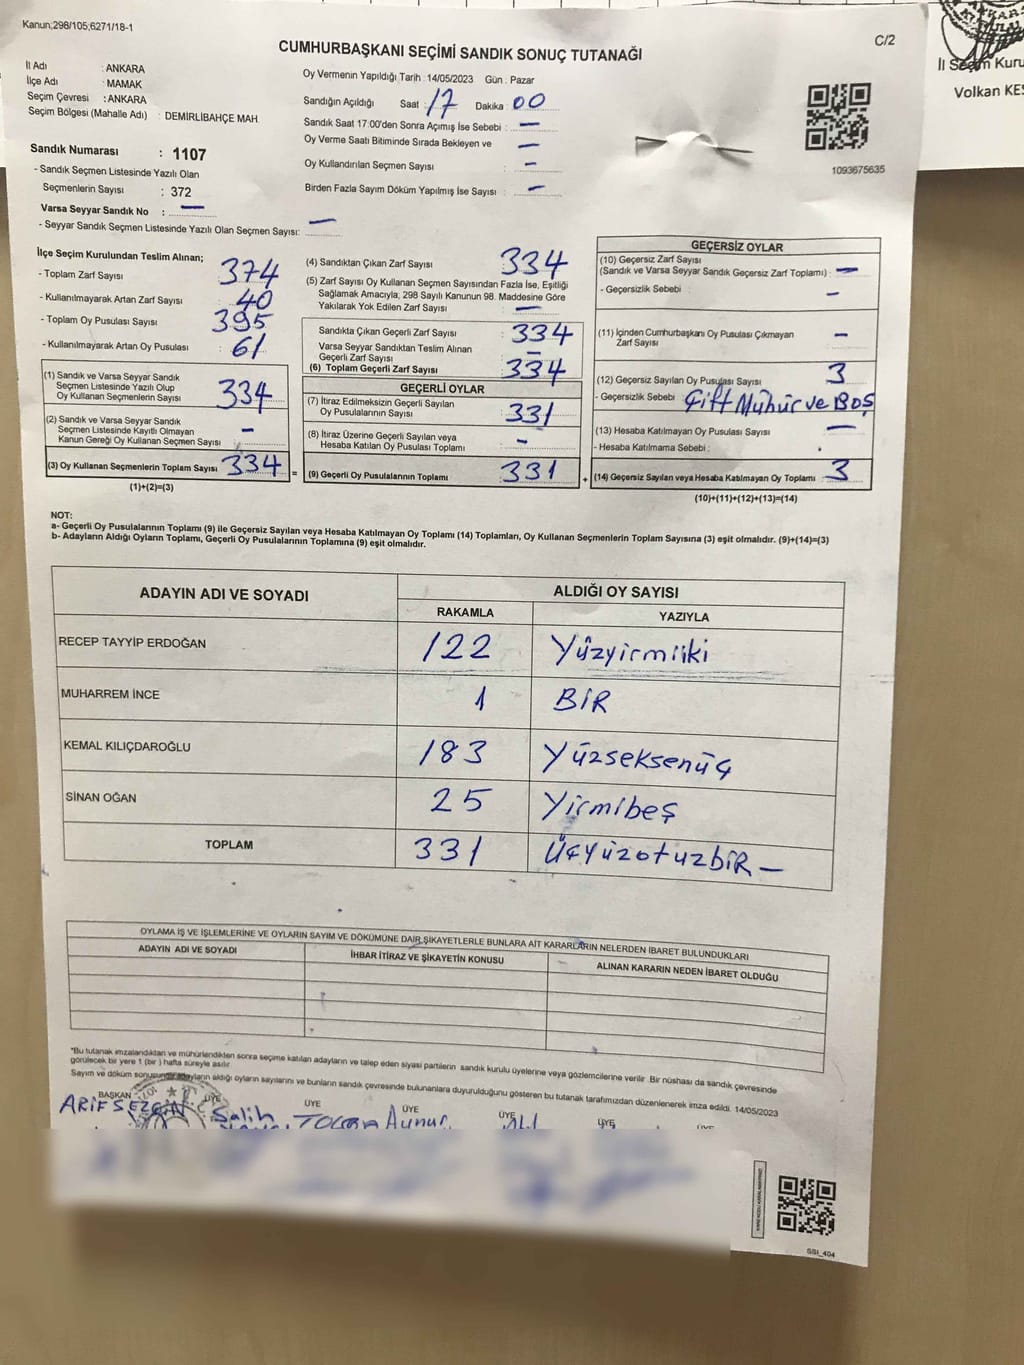 Kanun;298/105;6271/18-1
C/2
CUMHURBAŞKANI SEÇİMİ SANDIK SONUÇ TUTANAĞI
İl Seçim Kuru
Volkan KES
İl Adı : ANKARA
İlçe Adı : MAMAK
Seçim Çevresi : ANKARA
Seçim Bölgesi (Mahalle Adı) : DEMİRLİBAHÇE MAH
Sandık Numarası : 1107
- Sandık Seçmen Listesinde Yazılı Olan
Seçmenlerin Sayısı : 372
Varsa Seyyar Sandık No : —
- Seyyar Sandık Seçmen Listesinde Yazılı Olan Seçmen Sayısı: —
Oy Vermenin Yapıldığı Tarih : 14/05/2023 Gün : Pazar
Sandığın Açıldığı Saat : 17 Dakika : 00
Sandık Saat 17:00'den Sonra Açımış İse Sebebi : —
Oy Verme Saati Bitiminde Sırada Bekleyen ve —
Oy Kullandırılan Seçmen Sayısı : —
Birden Fazla Sayım Döküm Yapılmış İse Sayısı : —
1093675635
İlçe Seçim Kurulundan Teslim Alınan;
- Toplam Zarf Sayısı : 374
- Kullanılmayarak Artan Zarf Sayısı : 40
- Toplam Oy Pusulası Sayısı : 395
- Kullanılmayarak Artan Oy Pusulası : 61
(1) Sandık ve Varsa Seyyar Sandık
Seçmen Listesinde Yazılı Olup
Oy Kullanan Seçmenlerin Sayısı : 334
(2) Sandık ve Varsa Seyyar Sandık
Seçmen Listesinde Kayıtlı Olmayan
Kanun Gereği Oy Kullanan Seçmen Sayısı : —
(3) Oy Kullanan Seçmenlerin Toplam Sayısı : 334 =
(1)+(2)=(3)
(4) Sandıktan Çıkan Zarf Sayısı : 334
(5) Zarf Sayısı Oy Kullanan Seçmen Sayısından Fazla İse, Eşitliği
Sağlamak Amacıyla, 298 Sayılı Kanunun 98. Maddesine Göre
Yakılarak Yok Edilen Zarf Sayısı : —
Sandıkta Çıkan Geçerli Zarf Sayısı : 334
Varsa Seyyar Sandıktan Teslim Alınan
Geçerli Zarf Sayısı : —
(6) Toplam Geçerli Zarf Sayısı : 334
GEÇERLİ OYLAR
(7) İtiraz Edilmeksizin Geçerli Sayılan
Oy Pusulalarının Sayısı : 331
(8) İtiraz Üzerine Geçerli Sayılan veya
Hesaba Katılan Oy Pusulası Toplamı : —
(9) Geçerli Oy Pusulalarının Toplamı : 331 +
GEÇERSİZ OYLAR
(10) Geçersiz Zarf Sayısı
(Sandık ve Varsa Seyyar Sandık Geçersiz Zarf Toplamı) : —
- Geçersizlik Sebebi : —
(11) İçinden Cumhurbaşkanı Oy Pusulası Çıkmayan
Zarf Sayısı : —
(12) Geçersiz Sayılan Oy Pusulası Sayısı : 3
- Geçersizlik Sebebi : Çift Mühür ve Boş
(13) Hesaba Katılmayan Oy Pusulası Sayısı : —
- Hesaba Katılmama Sebebi :
(14) Geçersiz Sayılan veya Hesaba Katılmayan Oy Toplamı : 3
(10)+(11)+(12)+(13)=(14)
NOT:
a- Geçerli Oy Pusulalarının Toplamı (9) ile Geçersiz Sayılan veya Hesaba Katılmayan Oy Toplamı (14) Toplamları, Oy Kullanan Seçmenlerin Toplam Sayısına (3) eşit olmalıdır. (9)+(14)=(3)
b- Adayların Aldığı Oyların Toplamı, Geçerli Oy Pusulalarının Toplamına (9) eşit olmalıdır.
ADAYIN ADI VE SOYADI ALDIĞI OY SAYISI
RAKAMLA YAZIYLA
RECEP TAYYİP ERDOĞAN 122 Yüzyirmiiki
MUHARREM İNCE 1 BİR
KEMAL KILIÇDAROĞLU 183 Yüzseksenüç
SİNAN OĞAN 25 Yirmibeş
TOPLAM 331 Üçyüzotuzbir —
OYLAMA İŞ VE İŞLEMLERİNE VE OYLARIN SAYIM VE DÖKÜMÜNE DAİR ŞİKAYETLERLE BUNLARA AİT KARARLARIN NELERDEN İBARET BULUNDUKLARI
ADAYIN ADI VE SOYADI İHBAR İTİRAZ VE ŞİKAYETİN KONUSU ALINAN KARARIN NEDEN İBARET OLDUĞU
*Bu tutanak imzalandıktan ve mühürlendikten sonra seçime katılan adayların ve talep eden siyasi partilerin sandık kurulu üyelerine veya gözlemcilerine verilir. Bir nüshası da sandık çevresinde
görülecek bir yere 1 (bir) hafta süreyle asılır.
Sayım ve döküm sonusunda adayların aldığı oyların sayılarını ve bunların sandık çevresinde bulunanlara duyurulduğunu gösteren bu tutanak tarafımızdan düzenlenerek imza edildi. 14/05/2023
BAŞKAN ÜYE ÜYE ÜYE ÜYE ÜYE ÜYE
ARİF SEZGİN Salih TOLGA Aynur
SSI_404